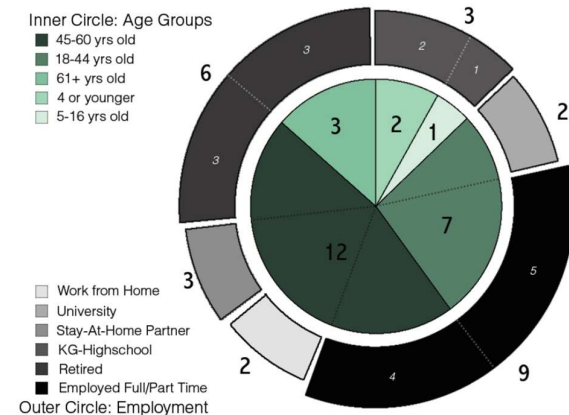 Inner Circle: Age Groups
45-60 yrs old
18-44 yrs old
61+ yrs old
4 or younger
5-16 yrs old
3
2
1
2
3
6
3
3
2
1
7
12
5
4
9
3
2
Work from Home
University
Stay-At-Home Partner
KG-Highschool
Retired
Employed Full/Part Time
Outer Circle: Employment